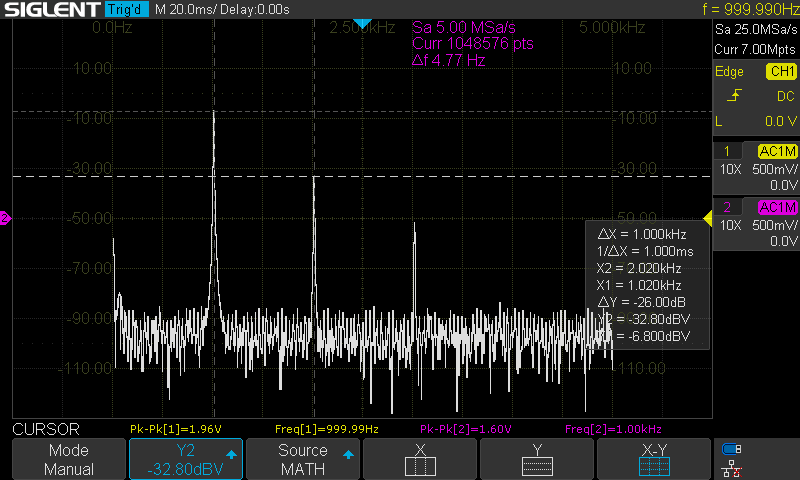 SIGLENT Trig'd M 20.0ms/ Delay:0.00s f = 999.990Hz
0.0Hz 2.500kHz 5.000kHz
Sa 5.00 MSa/s
Curr 1048576 pts
Δf 4.77 Hz
Sa 25.0MSa/s
Curr 7.00Mpts
Edge CH1
DC
L 0.0 V
1 AC1M
10X 500mV/
0.0V
2 AC1M
10X 500mV/
0.0V
10.00 10.00
-10.00 -10.00
-30.00 -30.00
-50.00
-70.00
-90.00
-110.00 -110.00
2
ΔX = 1.000kHz
1/ΔX = 1.000ms
X2 = 2.020kHz
X1 = 1.020kHz
ΔY = -26.00dB
Y2 = -32.80dBV
= -6.800dBV
CURSOR Pk-Pk[1]=1.96V Freq[1]=999.99Hz Pk-Pk[2]=1.60V Freq[2]=1.00kHz
Mode
Manual
Y2
-32.80dBV
Source
MATH
X
Y
X-Y